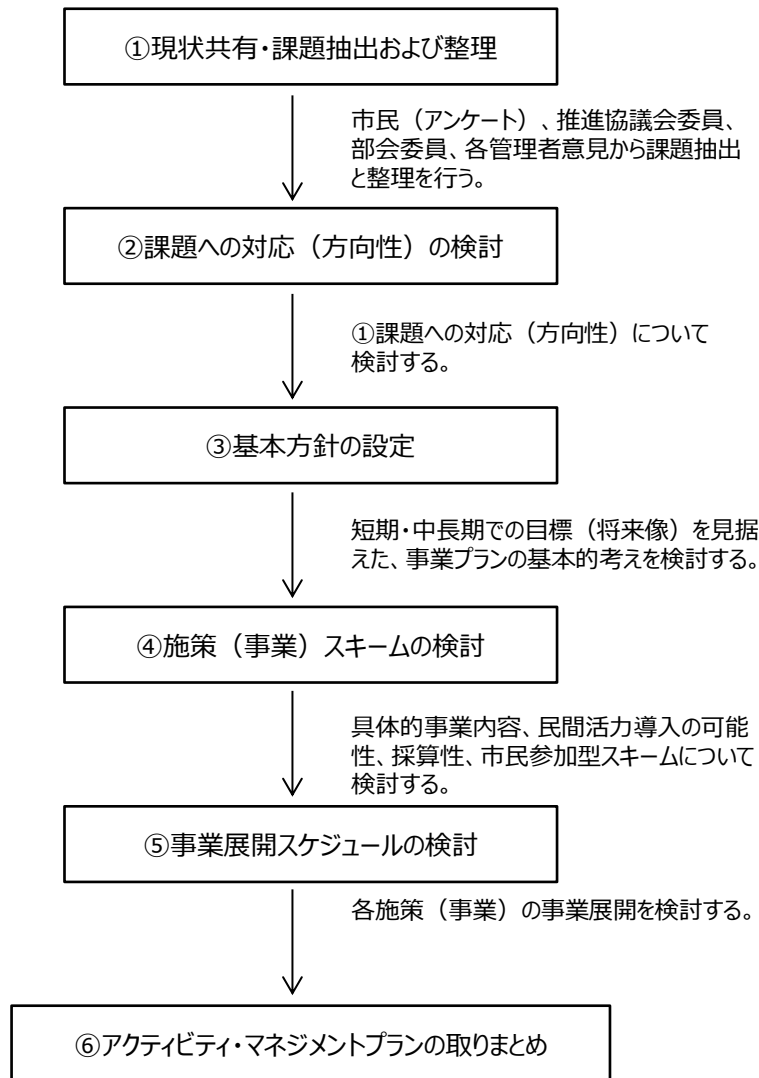 ①現状共有・課題抽出および整理
市民（アンケート）、推進協議会委員、
部会委員、各管理者意見から課題抽出
と整理を行う。
②課題への対応（方向性）の検討
①課題への対応（方向性）について
検討する。
③基本方針の設定
短期・中長期での目標（将来像）を見据
えた、事業プランの基本的考えを検討する。
④施策（事業）スキームの検討
具体的事業内容、民間活力導入の可能
性、採算性、市民参加型スキームについて
検討する。
⑤事業展開スケジュールの検討
各施策（事業）の事業展開を検討する。
⑥アクティビティ・マネジメントプランの取りまとめ